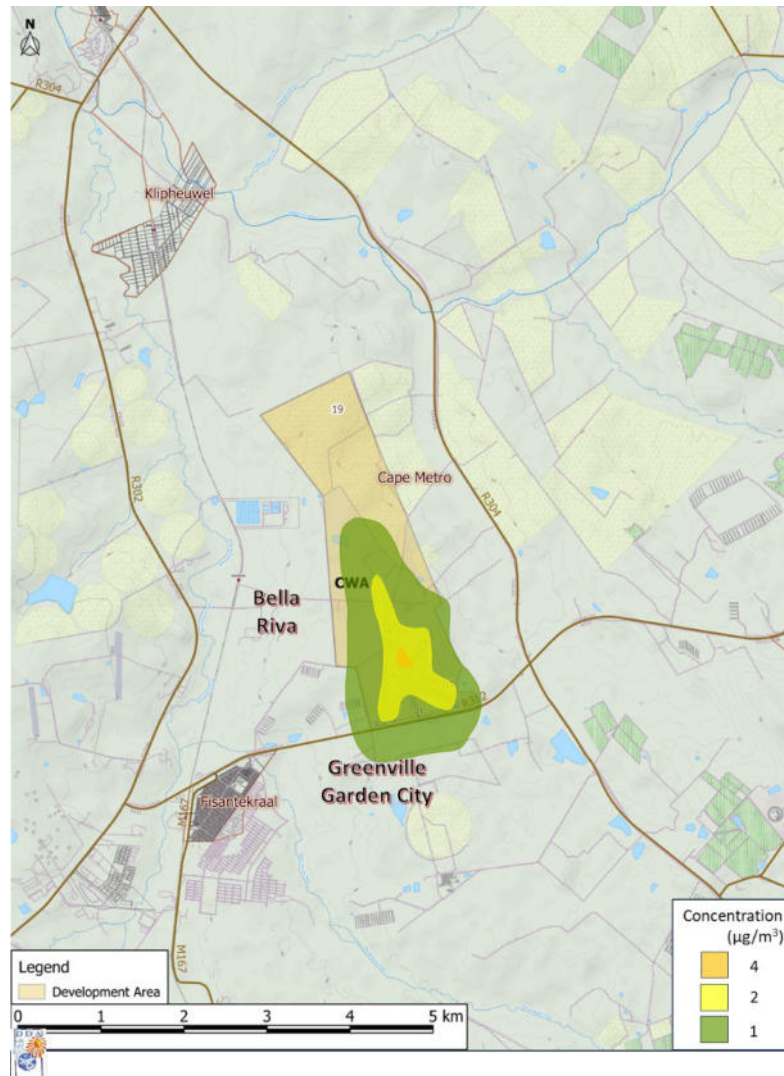 N
R304
Klipheuwel
19
Cape Metro
R302
R304
CWA
Bella
Riva
R312
Greenville
Garden City
Fisantekraal
M167
M167
Concentration
(µg/m³)
4
2
1
Legend
Development Area
0 1 2 3 4 5 km